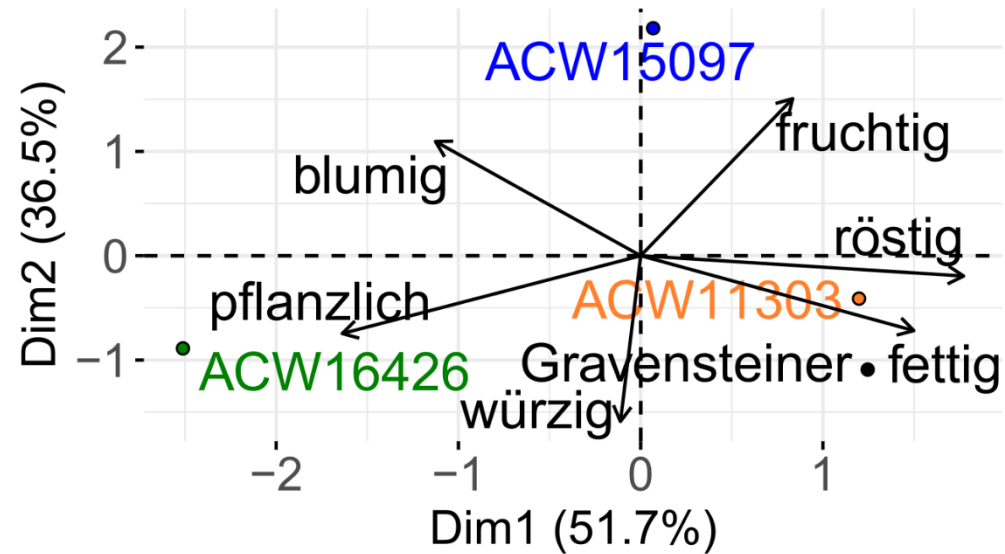 Dim2 (36.5%)
2
1
0
−1
ACW15097
fruchtig
blumig
röstig
pflanzlich
ACW11303
ACW16426
Gravensteiner
fettig
würzig
−2
−1
0
1
Dim1 (51.7%)